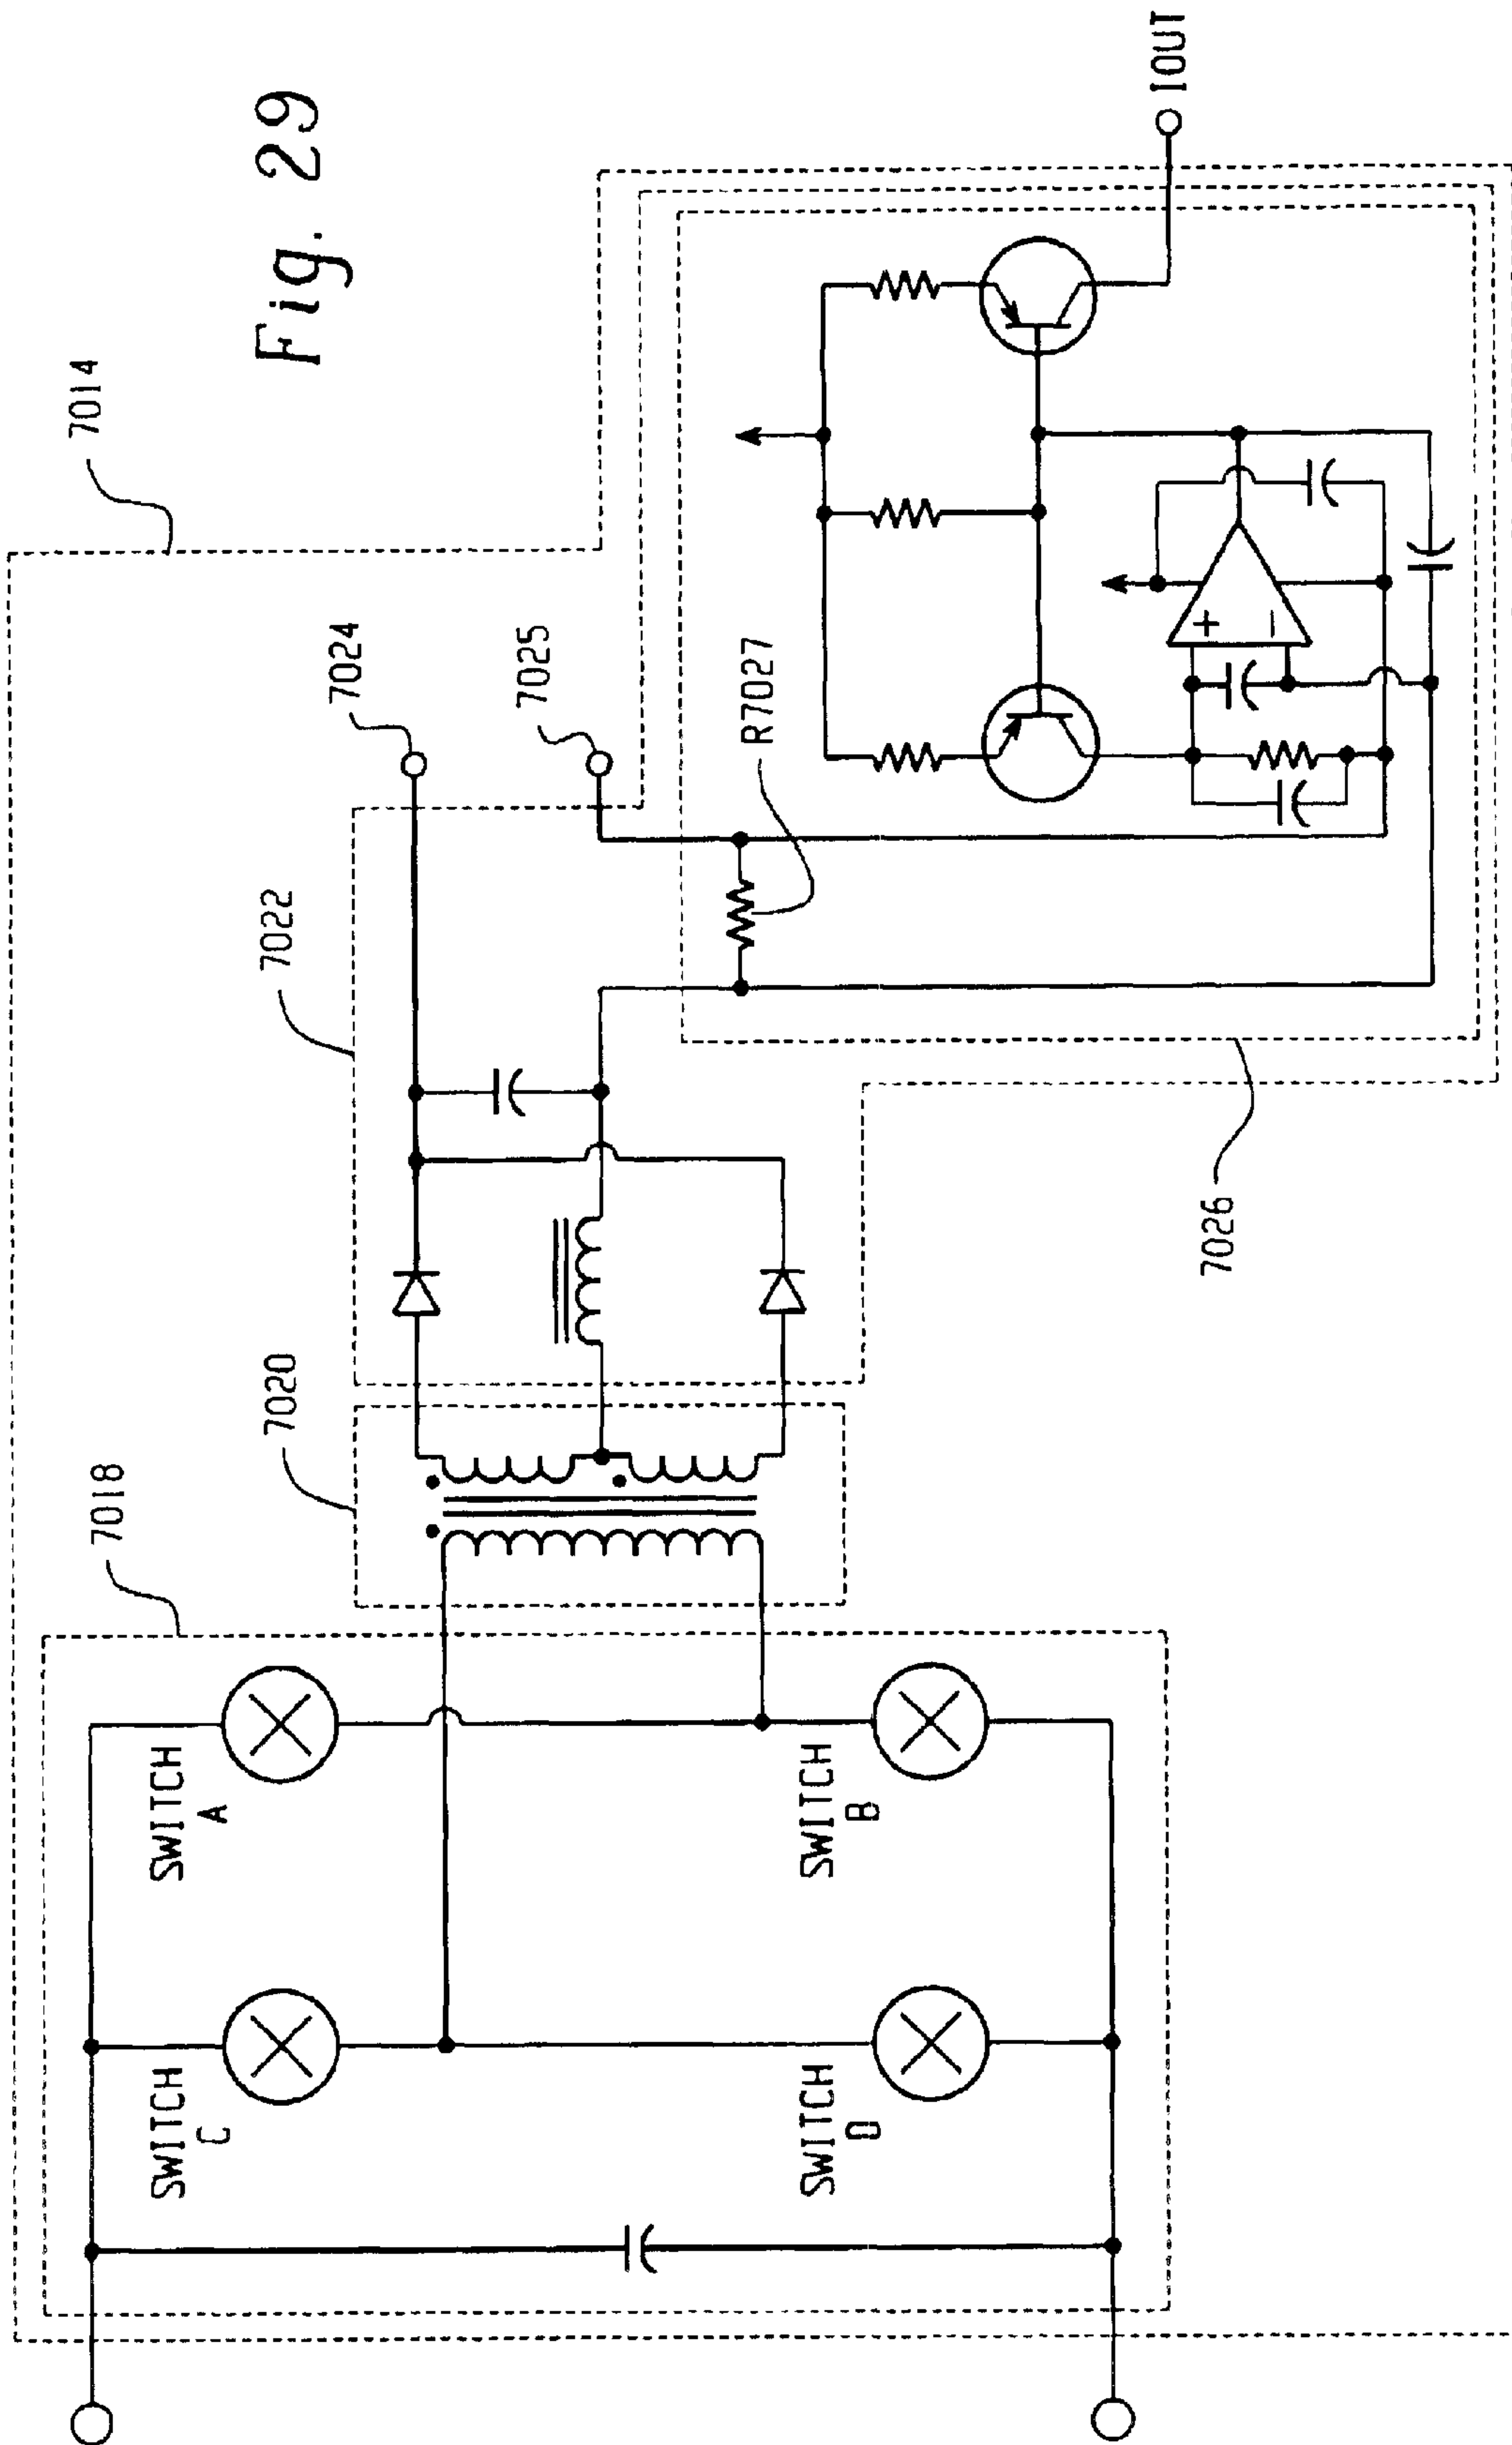 Fig. 29
7014
7018
7020
7022
7024
7025
SWITCH
C
SWITCH
A
SWITCH
D
SWITCH
B
R7027
+
−
IOUT
7026